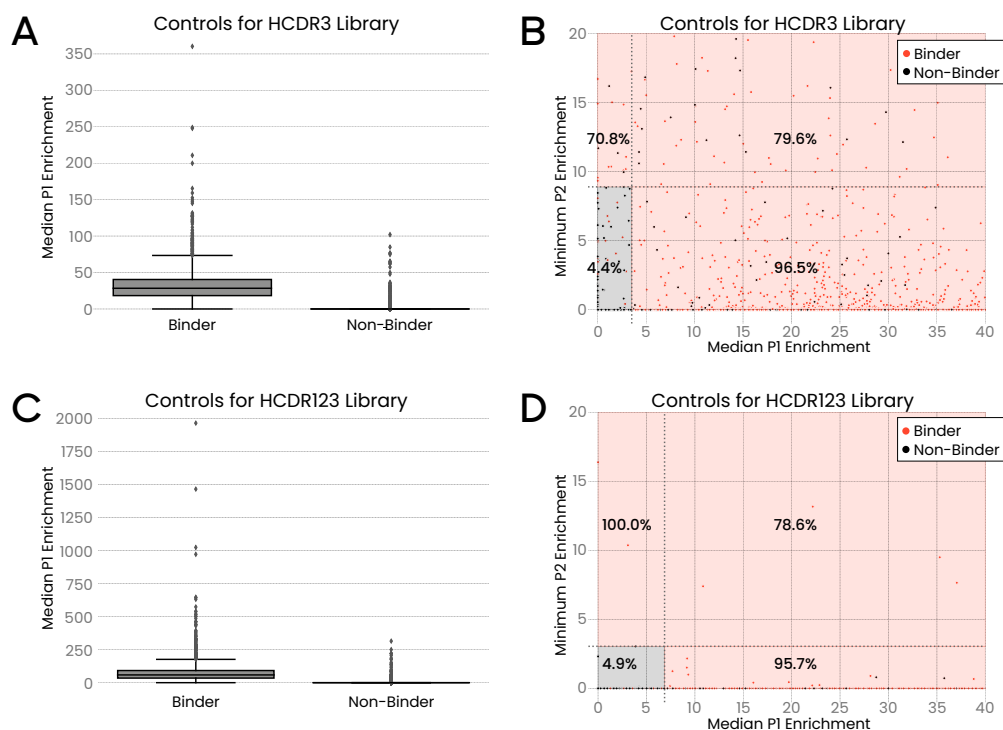 A
Controls for HCDR3 Library
Median P1 Enrichment
350
300
250
200
150
100
50
0
Binder
Non-Binder
B
Controls for HCDR3 Library
Minimum P2 Enrichment
20
15
10
5
0
Binder
Non-Binder
70.8%
79.6%
4.4%
96.5%
0
5
10
15
20
25
30
35
40
Median P1 Enrichment
C
Controls for HCDR123 Library
Median P1 Enrichment
2000
1750
1500
1250
1000
750
500
250
0
Binder
Non-Binder
D
Controls for HCDR123 Library
Minimum P2 Enrichment
20
15
10
5
0
Binder
Non-Binder
100.0%
78.6%
4.9%
95.7%
0
5
10
15
20
25
30
35
40
Median P1 Enrichment